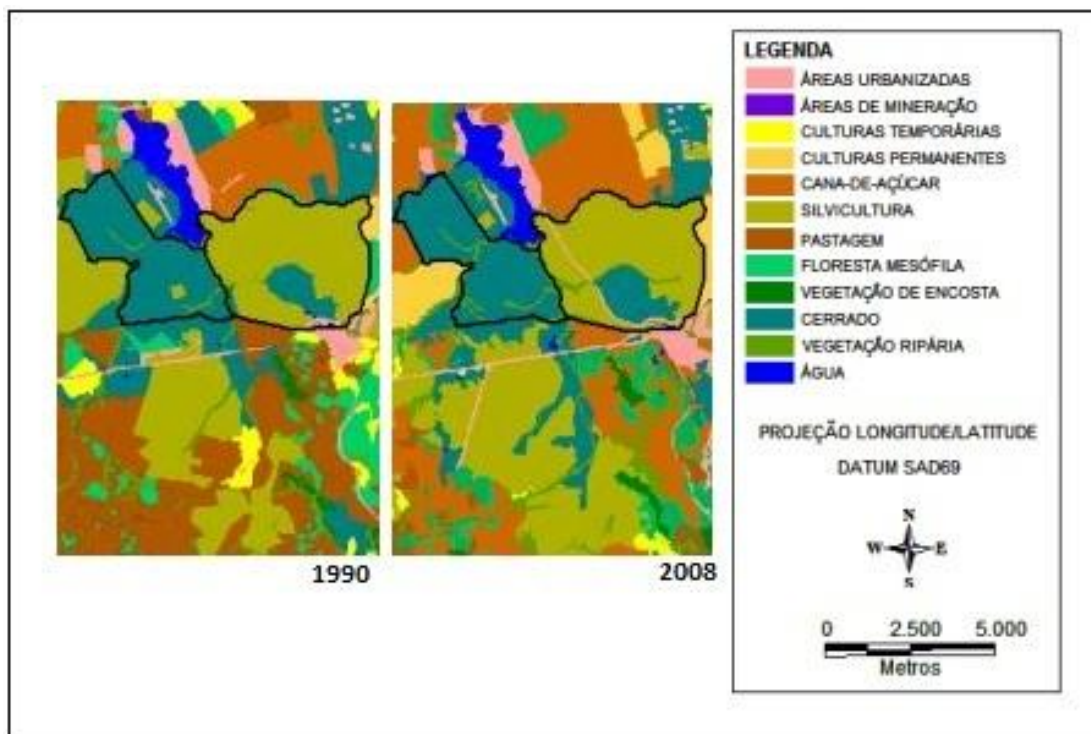 LEGENDA
ÁREAS URBANIZADAS
ÁREAS DE MINERAÇÃO
CULTURAS TEMPORÁRIAS
CULTURAS PERMANENTES
CANA-DE-AÇÚCAR
SILVICULTURA
PASTAGEM
FLORESTA MESÓFILA
VEGETAÇÃO DE ENCOSTA
CERRADO
VEGETAÇÃO RIPÁRIA
ÁGUA
PROJEÇÃO LONGITUDE/LATITUDE
DATUM SAD69
N
W E
S
0 2.500 5.000
Metros
1990
2008